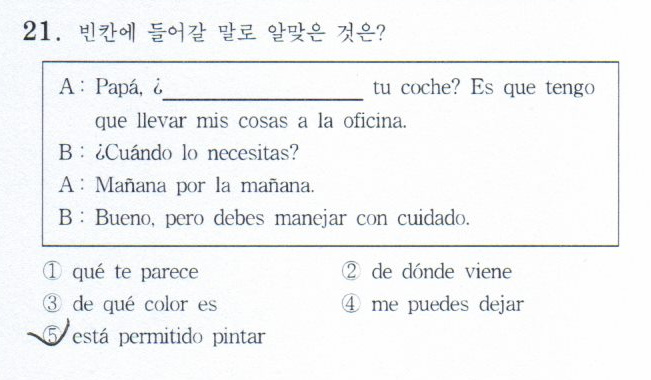 21. 빈칸에 들어갈 말로 알맞은 것은?
A : Papá, ¿____________ tu coche? Es que tengo
que llevar mis cosas a la oficina.
B : ¿Cuándo lo necesitas?
A : Mañana por la mañana.
B : Bueno, pero debes manejar con cuidado.
① qué te parece ② de dónde viene
③ de qué color es ④ me puedes dejar
⑤ está permitido pintar